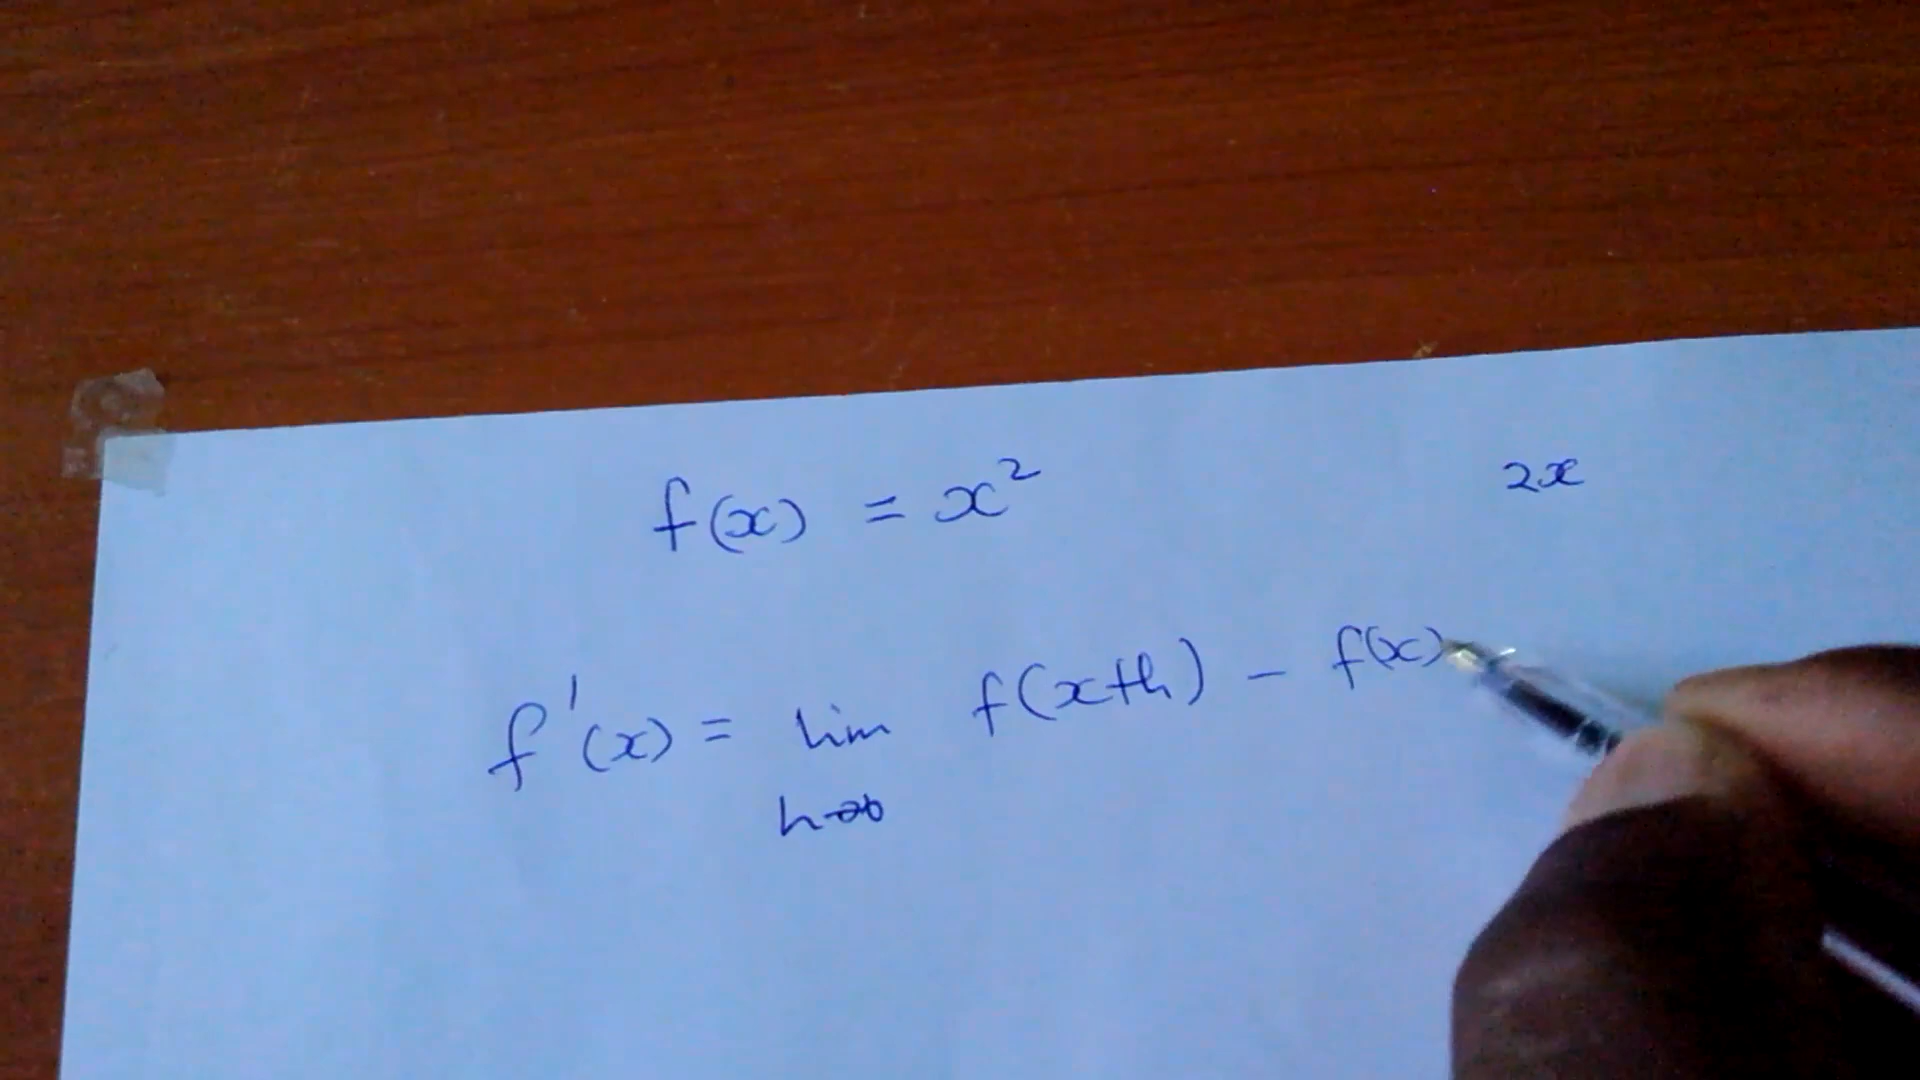 f(x) = x² 2x
f'(x) = lim f(x+h) - f(x)
h→0